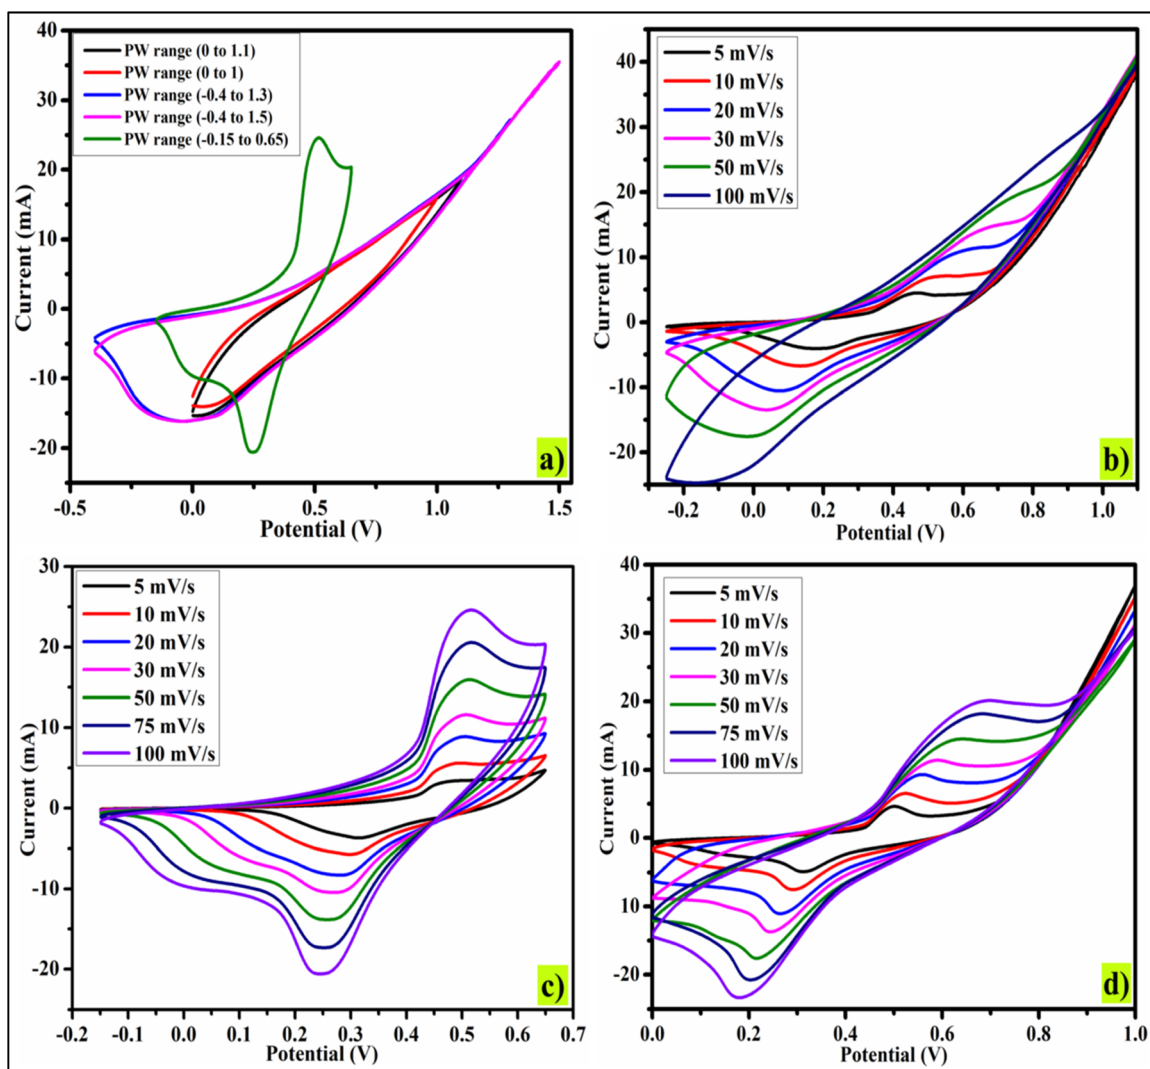 40
30
20
10
0
-10
-20
Current (mA)
PW range (0 to 1.1)
PW range (0 to 1)
PW range (-0.4 to 1.3)
PW range (-0.4 to 1.5)
PW range (-0.15 to 0.65)
a)
-0.5 0.0 0.5 1.0 1.5
Potential (V)
40
30
20
10
0
-10
-20
Current (mA)
5 mV/s
10 mV/s
20 mV/s
30 mV/s
50 mV/s
100 mV/s
b)
-0.2 0.0 0.2 0.4 0.6 0.8 1.0
Potential (V)
30
20
10
0
-10
-20
Current (mA)
5 mV/s
10 mV/s
20 mV/s
30 mV/s
50 mV/s
75 mV/s
100 mV/s
c)
-0.2 -0.1 0.0 0.1 0.2 0.3 0.4 0.5 0.6 0.7
Potential (V)
40
30
20
10
0
10
-20
Current (mA)
5 mV/s
10 mV/s
20 mV/s
30 mV/s
50 mV/s
75 mV/s
100 mV/s
d)
0.0 0.2 0.4 0.6 0.8 1.0
Potential (V)